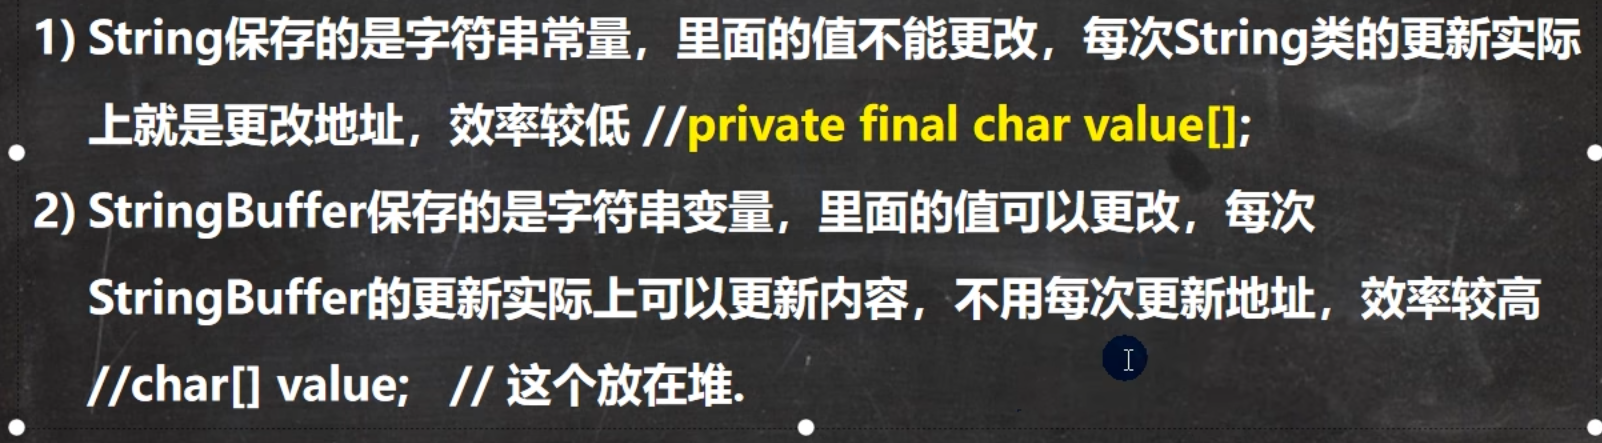 1) String保存的是字符串常量，里面的值不能更改，每次String类的更新实际
上就是更改地址，效率较低 //private final char value[];
2) StringBuffer保存的是字符串变量，里面的值可以更改，每次
StringBuffer的更新实际上可以更新内容，不用每次更新地址，效率较高
//char[] value;   // 这个放在堆.